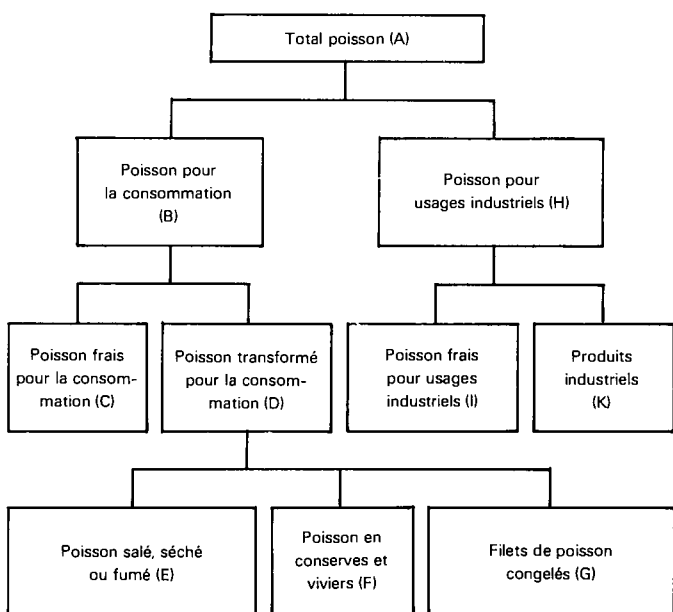 Total poisson (A)
Poisson pour
la consommation
(B)
Poisson pour
usages industriels (H)
Poisson frais
pour la consom-
mation (C)
Poisson transformé
pour la consom-
mation (D)
Poisson frais
pour usages
industriels (I)
Produits
industriels
(K)
Poisson salé, séché
ou fumé (E)
Poisson en
conserves et
viviers (F)
Filets de poisson
congelés (G)